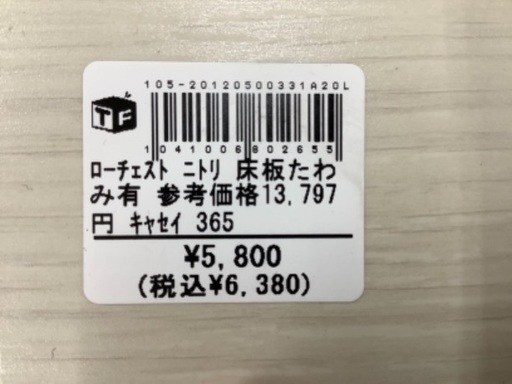 105-20120500331A20L
TF
1041006802655
ﾛｰﾁｪｽﾄ ﾆﾄﾘ 床板たわ
み有 参考価格13,797
円 ｷｬｾｲ 365
¥5,800
(税込¥6,380)